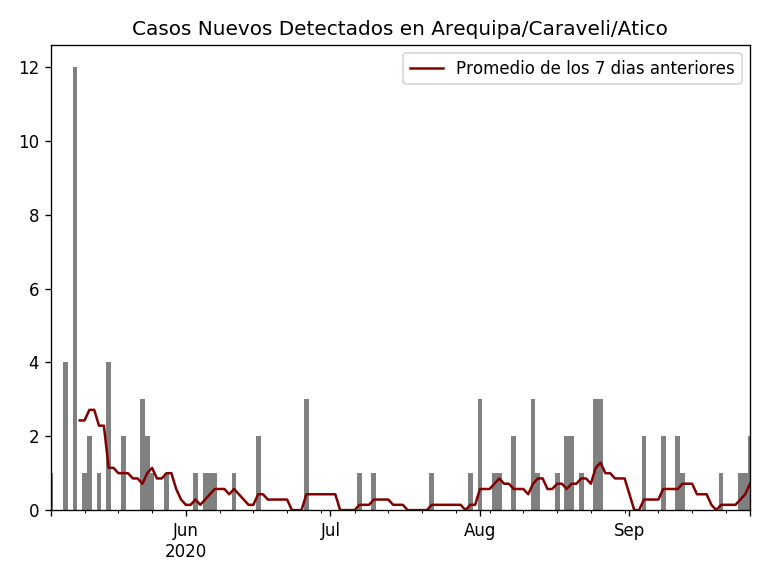 Casos Nuevos Detectados en Arequipa/Caraveli/Atico
Promedio de los 7 dias anteriores
12
10
8
6
4
2
0
Jun
2020
Jul
Aug
Sep